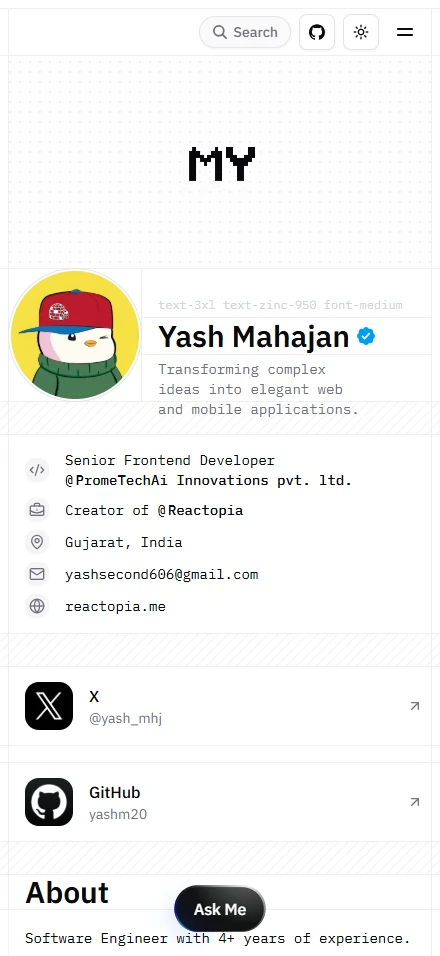 Search
MY
text-3xl text-zinc-950 font-medium
Yash Mahajan
Transforming complex
ideas into elegant web
and mobile applications.
Senior Frontend Developer
@PromeTechAi Innovations pvt. ltd.
Creator of @Reactopia
Gujarat, India
yashsecond606@gmail.com
reactopia.me
X
@yash_mhj
GitHub
yashm20
About
Ask Me
Software Engineer with 4+ years of experience.